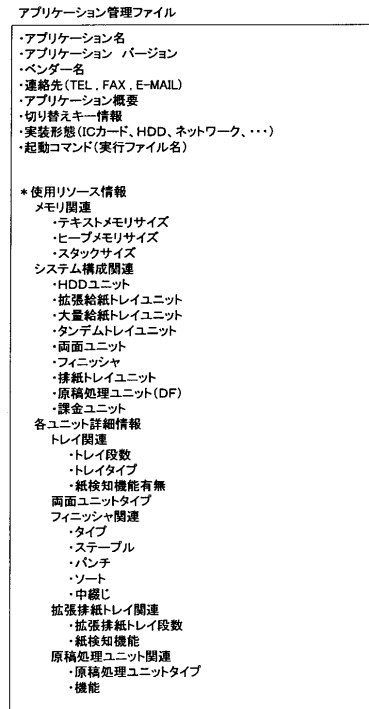 アプリケーション管理ファイル
・アプリケーション名
・アプリケーション バージョン
・ベンダー名
・連絡先(TEL , FAX , E-MAIL)
・アプリケーション概要
・切り替えキー情報
・実装形態(ICカード、HDD、ネットワーク、・・・)
・起動コマンド(実行ファイル名)
*使用リソース情報
メモリ関連
・テキストメモリサイズ
・ヒープメモリサイズ
・スタックサイズ
システム構成関連
・HDDユニット
・拡張給紙トレイユニット
・大量給紙トレイユニット
・タンデムトレイユニット
・両面ユニット
・フィニッシャ
・排紙トレイユニット
・原稿処理ユニット(DF)
・課金ユニット
各ユニット詳細情報
トレイ関連
・トレイ段数
・トレイタイプ
・紙検知機能有無
両面ユニットタイプ
フィニッシャ関連
・タイプ
・ステープル
・パンチ
・ソート
・中綴じ
拡張排紙トレイ関連
・拡張排紙トレイ段数
・紙検知機能
原稿処理ユニット関連
・原稿処理ユニットタイプ
・機能